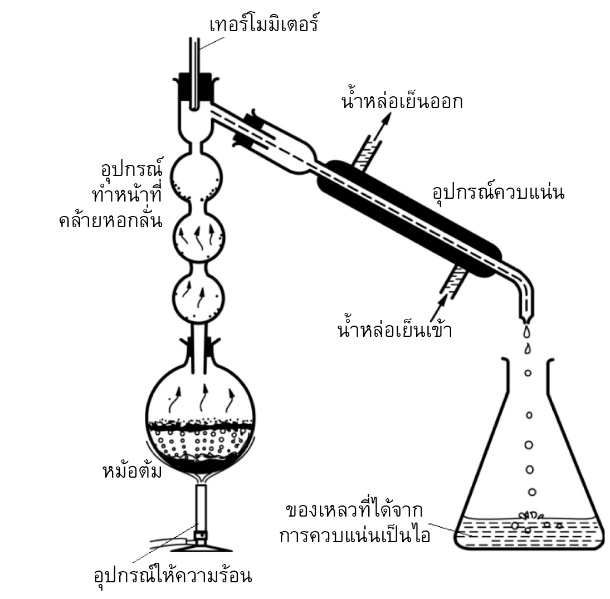 เทอร์โมมิเตอร์
น้ำหล่อเย็นออก
อุปกรณ์
ทำหน้าที่
คล้ายหอกลั่น
อุปกรณ์ควบแน่น
น้ำหล่อเย็นเข้า
หม้อต้ม
ของเหลวที่ได้จาก
การควบแน่นเป็นไอ
อุปกรณ์ให้ความร้อน